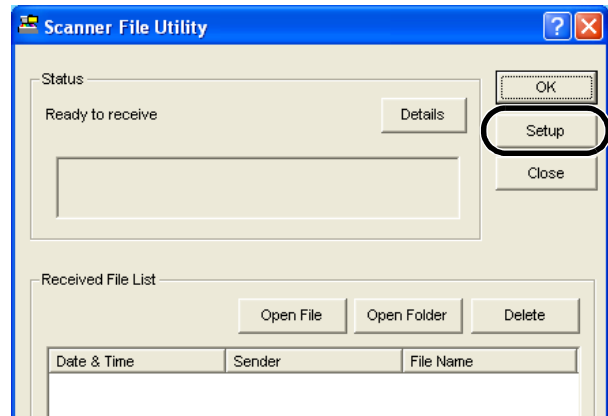 Scanner File Utility
Status
Ready to receive
Details
OK
Setup
Close
Received File List
Open File Open Folder Delete
Date & Time Sender File Name